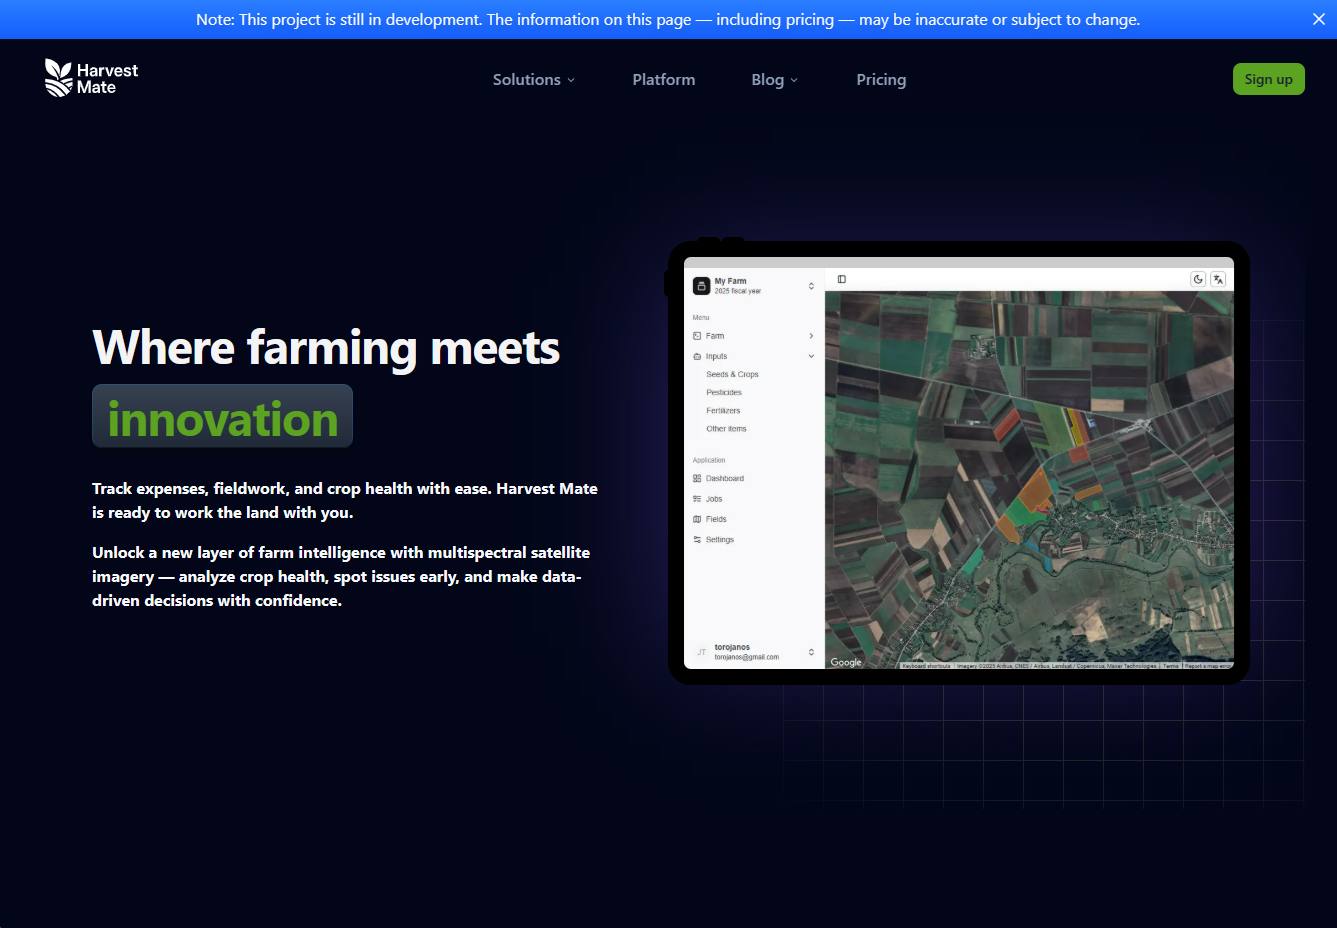 Note: This project is still in development. The information on this page — including pricing — may be inaccurate or subject to change.
Harvest
Mate
Solutions
Platform
Blog
Pricing
Sign up
Where farming meets
innovation
Track expenses, fieldwork, and crop health with ease. Harvest Mate
is ready to work the land with you.
Unlock a new layer of farm intelligence with multispectral satellite
imagery — analyze crop health, spot issues early, and make data-
driven decisions with confidence.
My Farm
2025 fiscal year
Menu
Farm
Inputs
Seeds & Crops
Pesticides
Fertilizers
Other items
Application
Dashboard
Jobs
Fields
Settings
JT
torojanos
torojanos@gmail.com
Google
Keyboard shortcuts
Imagery ©2025 Airbus, CNES / Airbus, Landsat / Copernicus, Maxar Technologies
Terms
Report a map error